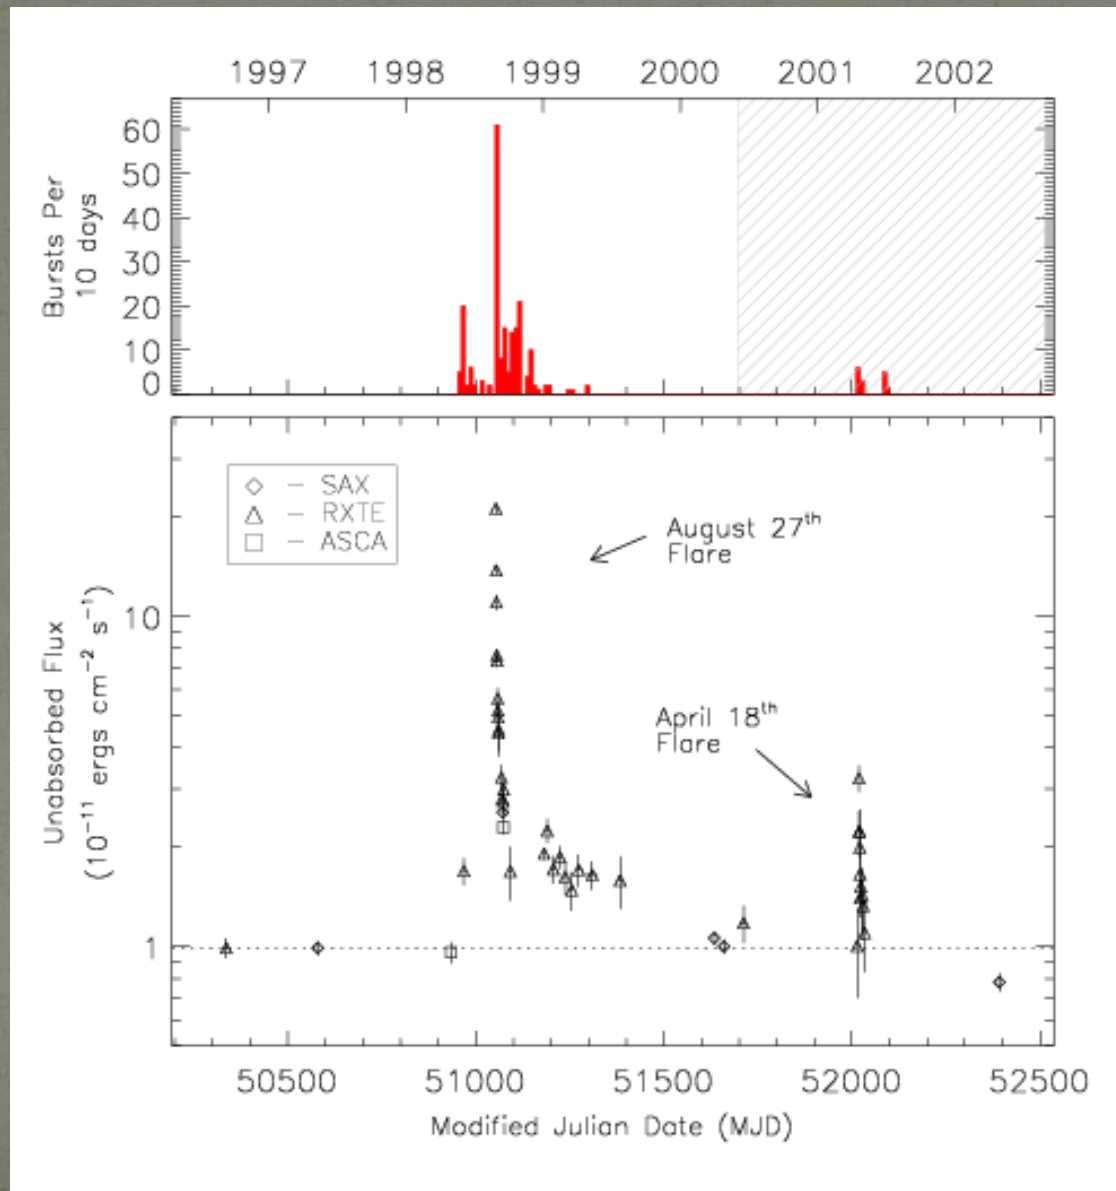 1997 1998 1999 2000 2001 2002
Bursts Per
10 days
60
50
40
30
20
10
0
◇ – SAX
△ – RXTE
□ – ASCA
August 27th
Flare
April 18th
Flare
Unabsorbed Flux
(10⁻¹¹ ergs cm⁻² s⁻¹)
10
1
50500 51000 51500 52000 52500
Modified Julian Date (MJD)